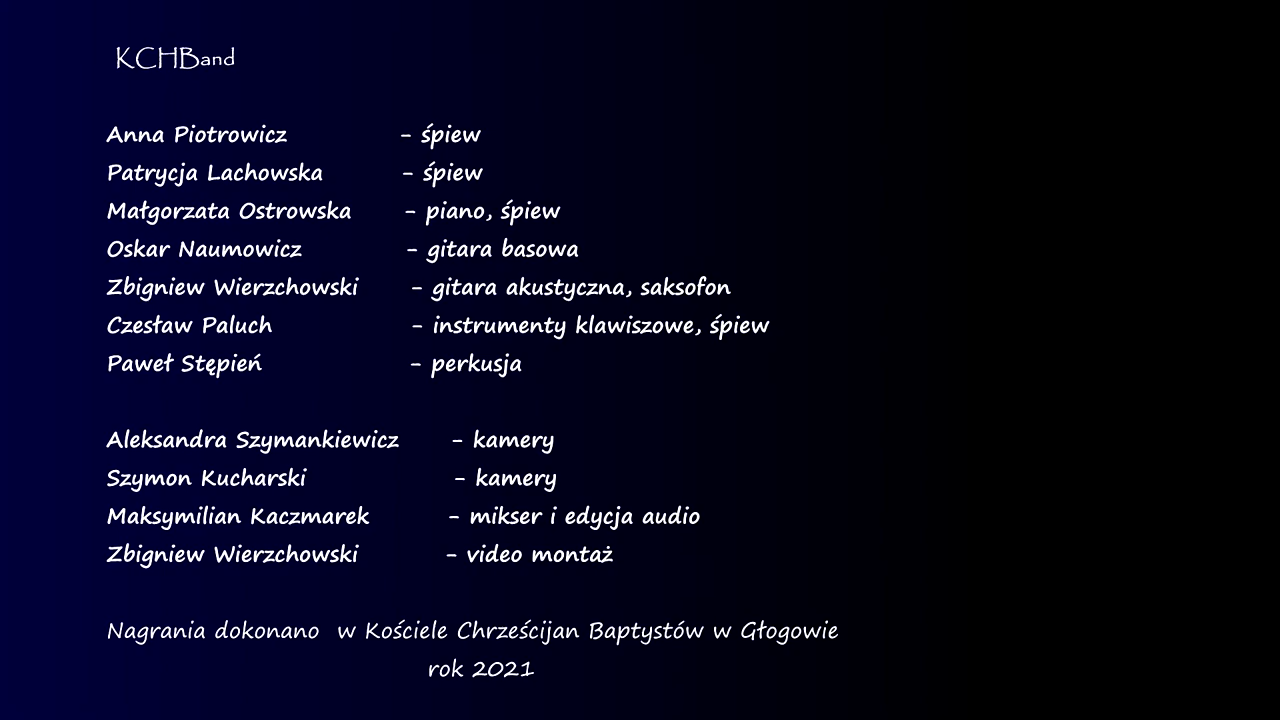 KCHBand
Anna Piotrowicz - śpiew
Patrycja Lachowska - śpiew
Małgorzata Ostrowska - piano, śpiew
Oskar Naumowicz - gitara basowa
Zbigniew Wierzchowski - gitara akustyczna, saksofon
Czesław Paluch - instrumenty klawiszowe, śpiew
Paweł Stępień - perkusja
Aleksandra Szymankiewicz - kamery
Szymon Kucharski - kamery
Maksymilian Kaczmarek - mikser i edycja audio
Zbigniew Wierzchowski - video montaż
Nagrania dokonano w Kościele Chrześcijan Baptystów w Głogowie
rok 2021